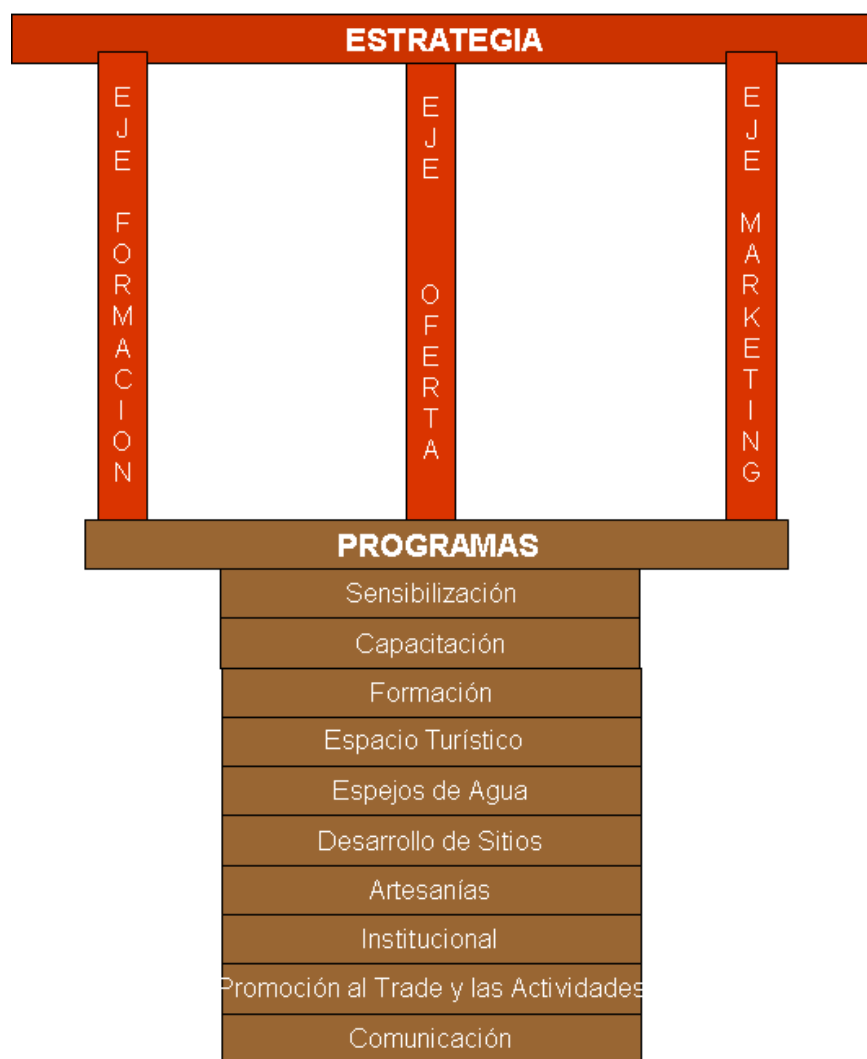 ESTRATEGIA
EJE FORMACION
EJE OFERTA
EJE MARKETING
PROGRAMAS
Sensibilización
Capacitación
Formación
Espacio Turístico
Espejos de Agua
Desarrollo de Sitios
Artesanías
Institucional
Promoción al Trade y las Actividades
Comunicación